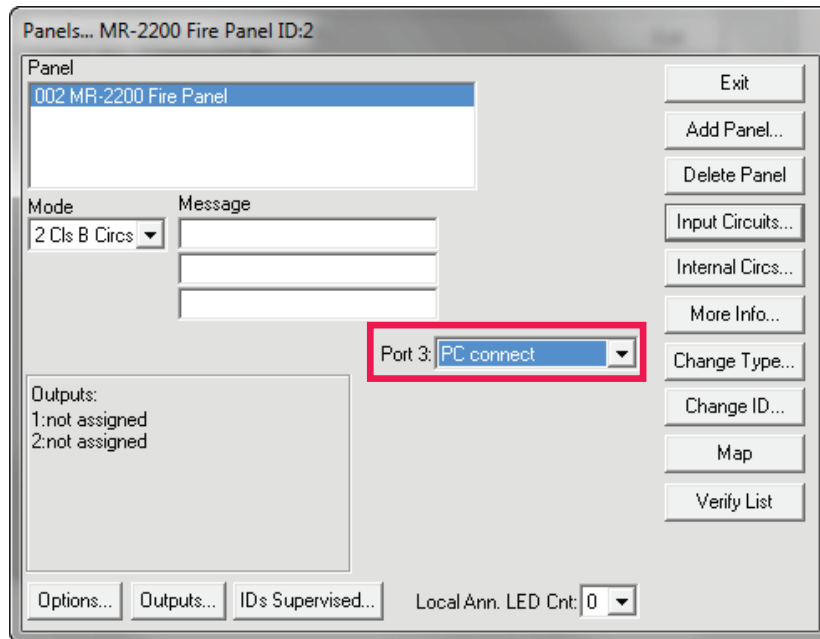 Panels... MR-2200 Fire Panel ID:2
Panel
002 MR-2200 Fire Panel
Mode
Message
2 Cls B Circs
Port 3: PC connect
Outputs:
1:not assigned
2:not assigned
Options...
Outputs...
IDs Supervised...
Local Ann. LED Cnt: 0
Exit
Add Panel...
Delete Panel
Input Circuits...
Internal Circs...
More Info...
Change Type...
Change ID...
Map
Verify List